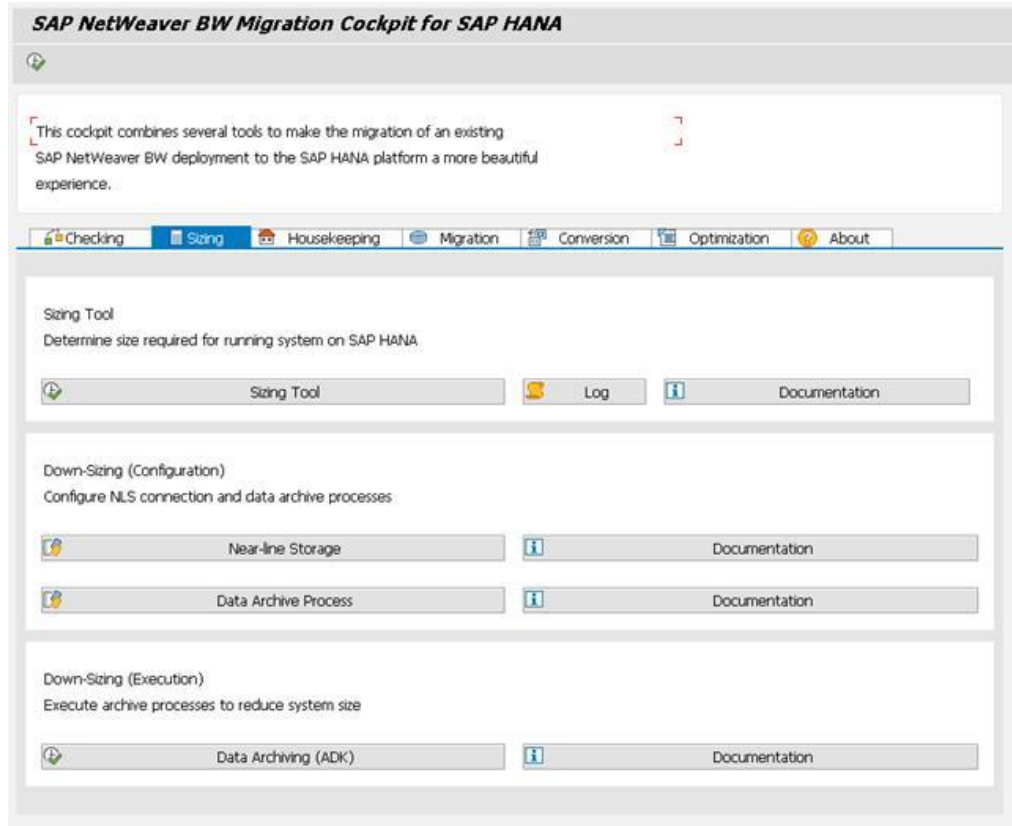 SAP NetWeaver BW Migration Cockpit for SAP HANA
This cockpit combines several tools to make the migration of an existing
SAP NetWeaver BW deployment to the SAP HANA platform a more beautiful
experience.
Checking Sizing Housekeeping Migration Conversion Optimization About
Sizing Tool
Determine size required for running system on SAP HANA
Sizing Tool Log Documentation
Down-Sizing (Configuration)
Configure NLS connection and data archive processes
Near-line Storage Documentation
Data Archive Process Documentation
Down-Sizing (Execution)
Execute archive processes to reduce system size
Data Archiving (ADK) Documentation